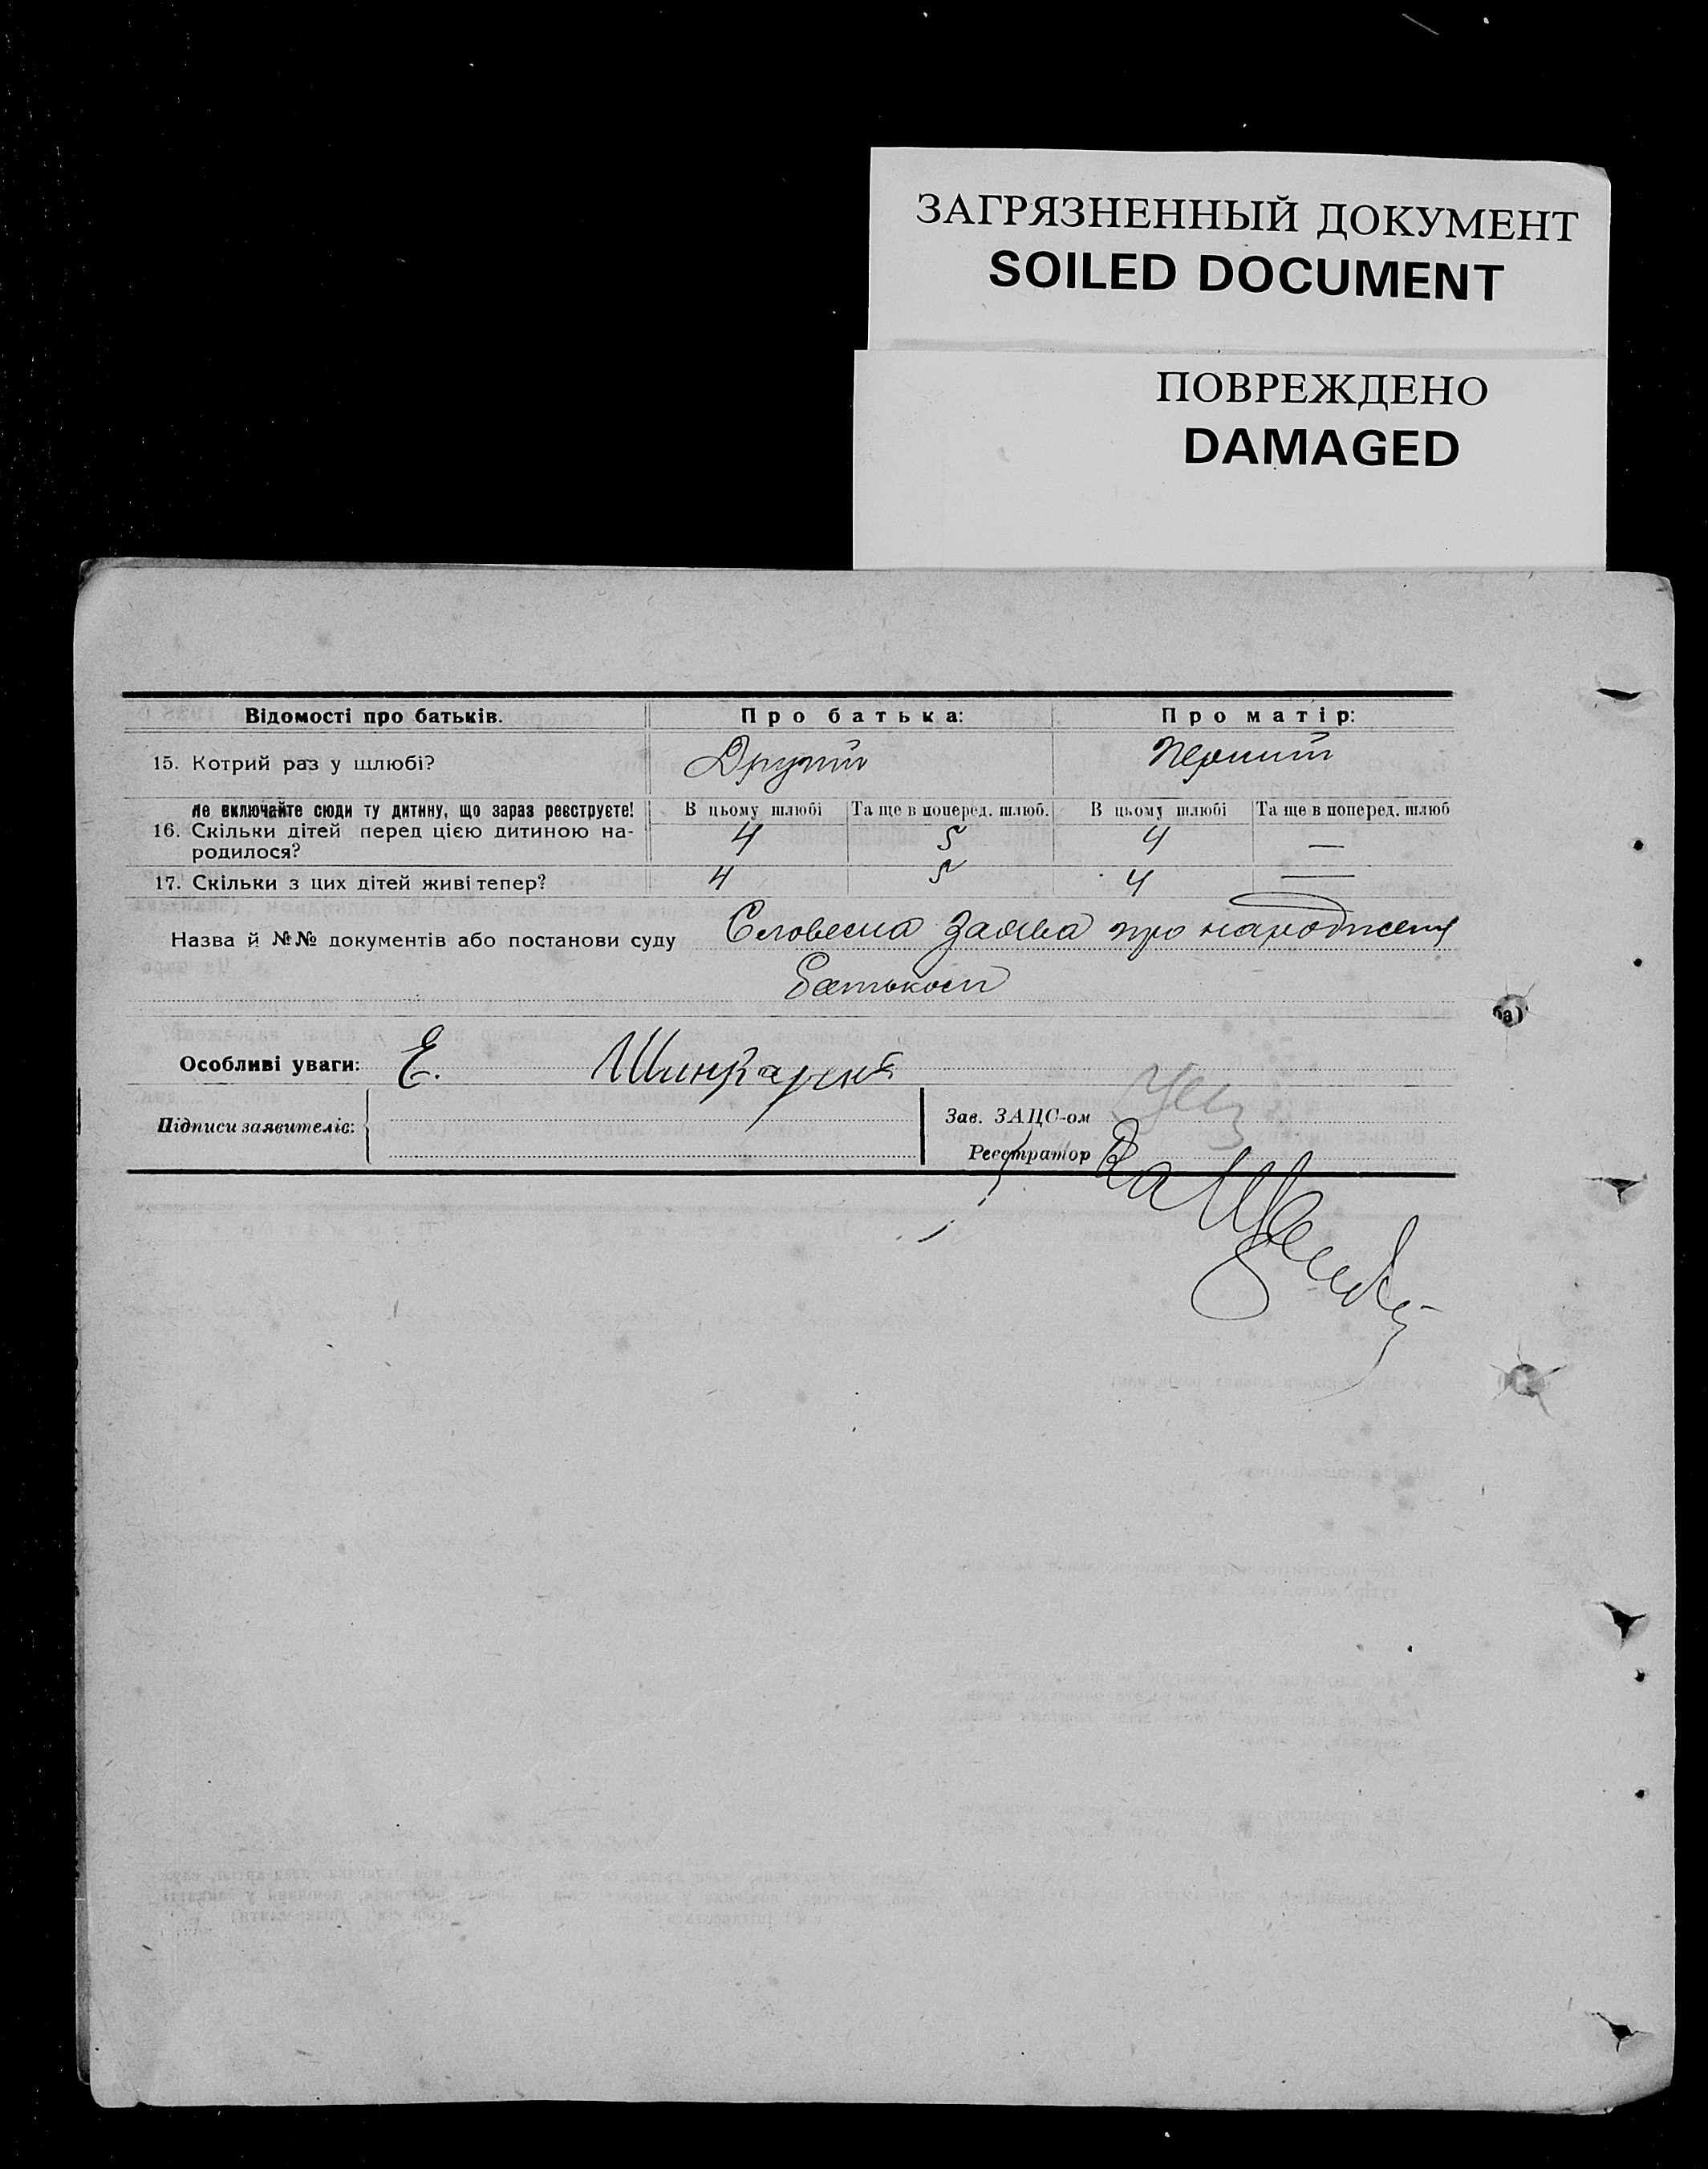 ЗАГРЯЗНЕННЫЙ ДОКУМЕНТ
SOILED DOCUMENT
ПОВРЕЖДЕНО
DAMAGED
Відомості про батьків. Про батька: Про матір:
15. Котрий раз у шлюбі? Другий перший
не включайте сюди ту дитину, що зараз реєструєте! В цьому шлюбі Та ще в поперед. шлюб. В цьому шлюбі Та ще в поперед. шлюб
16. Скільки дітей перед цією дитиною на-
родилося? 4 5 4 —
17. Скільки з цих дітей живі тепер? 4 5 4 —
Назва й №№ документів або постанови суду Словесна заява про народження
Особливі уваги: Е.
Підписи заявителів: Зав. ЗАЦС-ом
Реєстратор